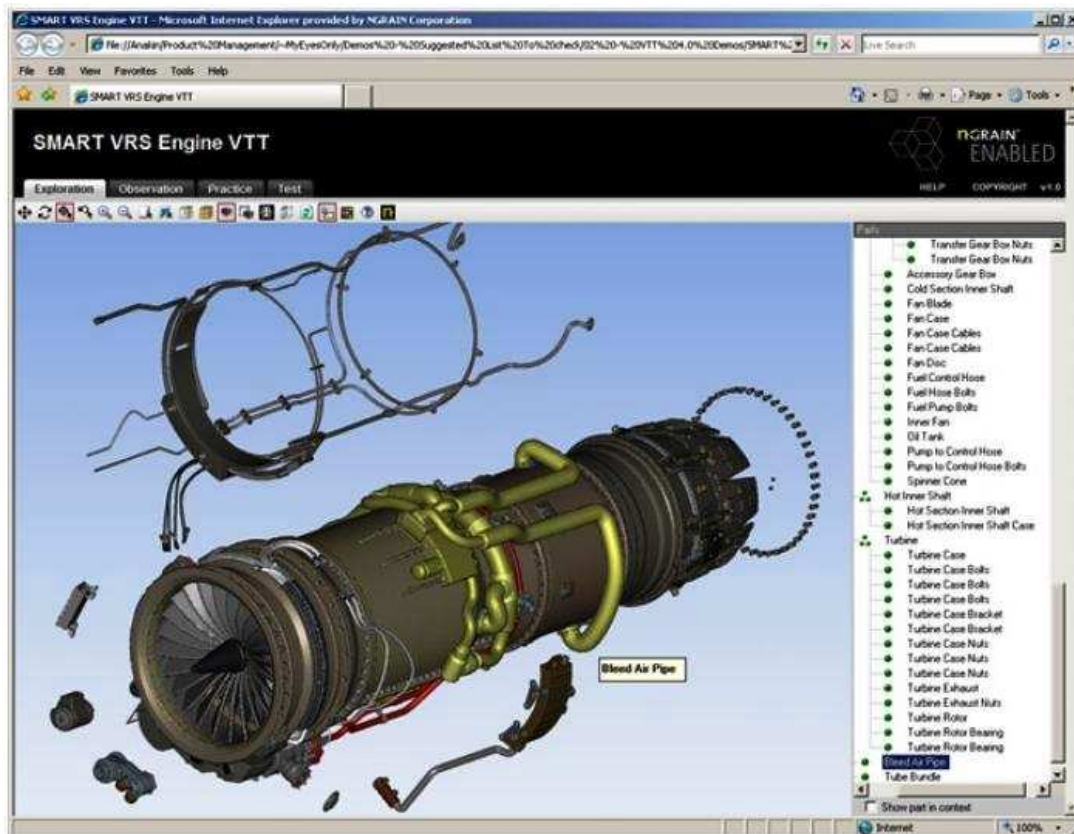 SMART VRS Engine VTT - Microsoft Internet Explorer provided by NGRAIN Corporation
Live Search
File Edit View Favorites Tools Help
SMART VRS Engine VTT
Page Tools
SMART VRS Engine VTT
nGRAIN
ENABLED
Exploration Observation Practice Test
HELP COPYRIGHT v1.0
Parts
Transfer Gear Box Nuts
Transfer Gear Box Nuts
Accessory Gear Box
Cold Section Inner Shaft
Fan Blade
Fan Case
Fan Case Cables
Fan Case Cables
Fan Disc
Fuel Control Hose
Fuel Hose Bolts
Fuel Pump Bolts
Inner Fan
Oil Tank
Pump to Control Hose
Pump to Control Hose Bolts
Spinner Cone
Hot Inner Shaft
Hot Section Inner Shaft
Hot Section Inner Shaft Case
Turbine
Turbine Case
Turbine Case Bolts
Turbine Case Bolts
Turbine Case Bolts
Turbine Case Bracket
Turbine Case Bracket
Turbine Case Nuts
Turbine Case Nuts
Turbine Case Nuts
Turbine Exhaust
Turbine Exhaust Nuts
Turbine Rotor
Turbine Rotor Bearing
Turbine Rotor Bearing
Bleed Air Pipe
Tube Bundle
Bleed Air Pipe
Show part in context
Internet 100%